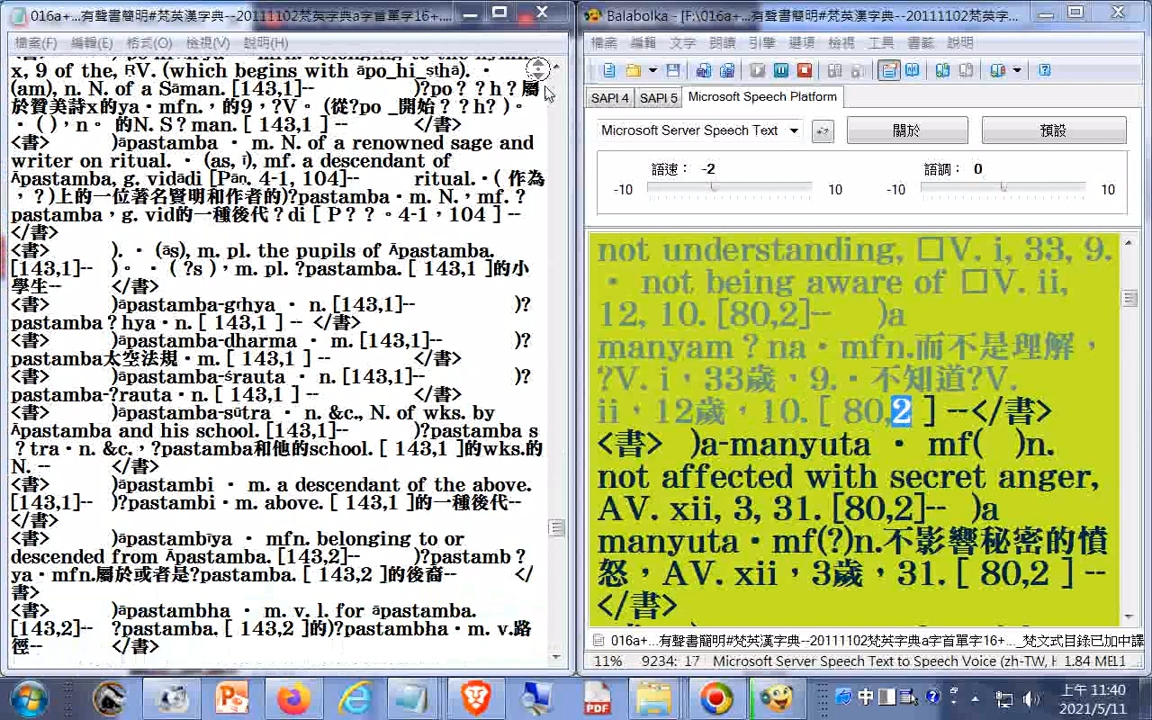 016a+...有聲書簡明#梵英漢字典--20111102梵英字典a字首單字16+...
檔案(F) 編輯(E) 格式(O) 檢視(V) 說明(H)
x, 9 of the, RV. (which begins with āpo_hi_ṣṭhā). ·
(am), n. N. of a Sāman. [143,1]-- )?po？？h？屬
於贊美詩x的ya·mfn.，的9，?V。(從?po _開始？？h?)。
·( )，n。 的N. S？man. [ 143,1 ] -- </書>
<書> )āpastamba · m. N. of a renowned sage and
writer on ritual. · (as, ī), mf. a descendant of
Āpastamba, g. vidādi [Pāṇ. 4-1, 104]-- ritual.·( 作為
，？)上的一位著名賢明和作者的)?pastamba·m. N.，mf.？
pastamba，g. vid的一種後代？di [ P？？。4-1，104 ] --
</書>
<書> ). · (ās), m. pl. the pupils of Āpastamba.
[143,1]-- )。·( ?s )，m. pl. ?pastamba. [ 143,1 ]的小
學生-- </書>
<書> )āpastamba-gṛhya · n. [143,1]-- )?
pastamba？hya·n. [ 143,1 ] -- </書>
<書> )āpastamba-dharma · m. [143,1]-- )?
pastamba太空法規·m. [ 143,1 ] -- </書>
<書> )āpastamba-śrauta · n. [143,1]-- )?
pastamba-?rauta·n. [ 143,1 ] -- </書>
<書> )āpastamba-sūtra · n. &c., N. of wks. by
Āpastamba and his school. [143,1]-- )?pastamba s
？tra·n. &c.，?pastamba和他的school. [ 143,1 ]的wks.的
N. -- </書>
<書> )āpastambi · m. a descendant of the above.
[143,1]-- )?pastambi·m. above. [ 143,1 ]的一種後代--
</書>
<書> )āpastambīya · mfn. belonging to or
descended from Āpastamba. [143,2]-- )?pastamb？
ya·mfn.屬於或者是?pastamba. [ 143,2 ]的後裔-- </
書>
<書> )āpastambha · m. v. l. for āpastamba.
[143,2]-- ?pastamba. [ 143,2 ]的)?pastambha·m. v.路
徑-- </書>
Balabolka - [F:\016a+...有聲書簡明#梵英漢字典--20111102梵英字...
檔案 編輯 文字 朗讀 引擎 選項 檢視 工具 書籤 說明
SAPI 4 SAPI 5 Microsoft Speech Platform
Microsoft Server Speech Text 關於 預設
語速： -2 語調： 0
-10 10 -10 10
not understanding, □V. i, 33, 9.
· not being aware of □V. ii,
12, 10. [80,2]-- )a
manyam？na·mfn.而不是理解，
?V. i，33歲，9.·不知道?V.
ii，12歲，10. [ 80,2 ] --</書>
<書> )a-manyuta · mf( )n.
not affected with secret anger,
AV. xii, 3, 31. [80,2]-- )a
manyuta·mf(?)n.不影響秘密的憤
怒，AV. xii，3歲，31. [ 80,2 ] --
</書>
016a+...有聲書簡明#梵英漢字典--20111102梵英字典a字首單字16+..._梵文式目錄已加中譯
11% 9234: 17 Microsoft Server Speech Text to Speech Voice (zh-TW, H 1.84 МЕ1
中
上午 11:40
2021/5/11